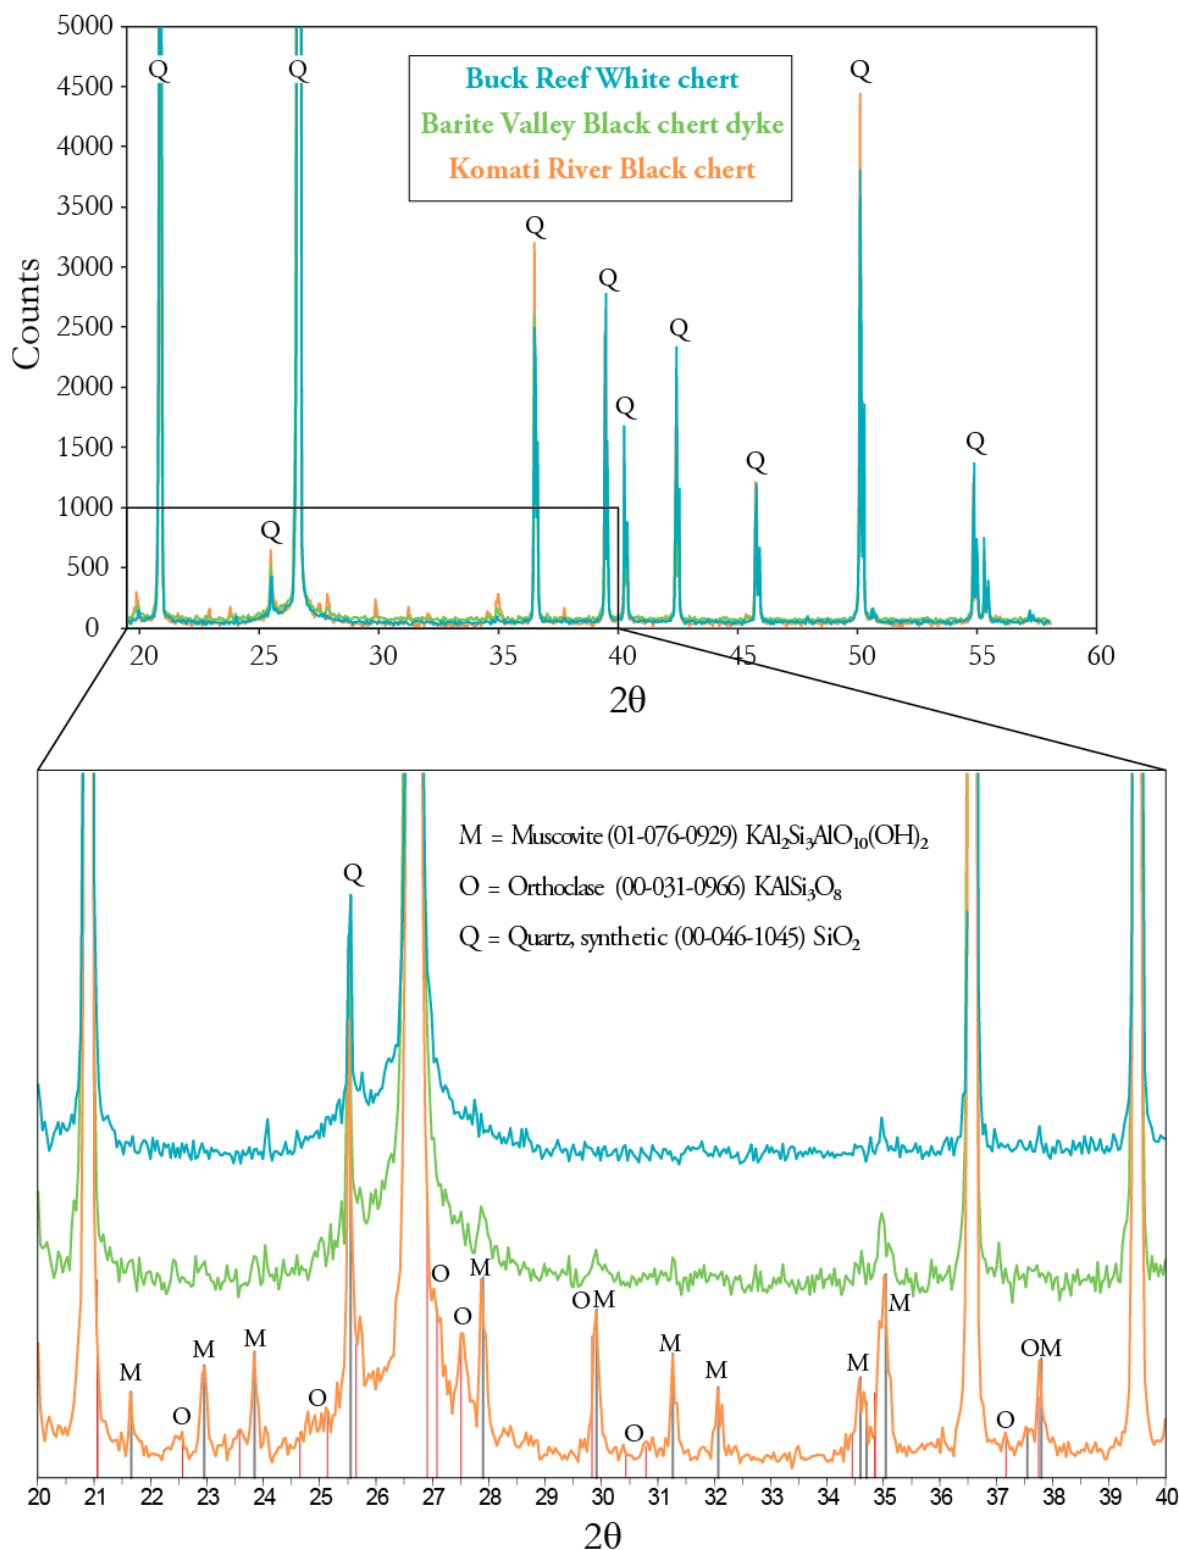 5000
4500
4000
3500
3000
2500
2000
1500
1000
500
0
Counts
Q
Q
Buck Reef White chert
Barite Valley Black chert dyke
Komati River Black chert
Q
Q
Q
Q
Q
Q
Q
Q
20 25 30 35 40 45 50 55 60
2θ
M = Muscovite (01-076-0929) KAl₂Si₃AlO₁₀(OH)₂
O = Orthoclase (00-031-0966) KAlSi₃O₈
Q = Quartz, synthetic (00-046-1045) SiO₂
Q
M
O
M
M
O
O
O
M
O M
O
M
M
M
M
O
OM
20 21 22 23 24 25 26 27 28 29 30 31 32 33 34 35 36 37 38 39 40
2θ